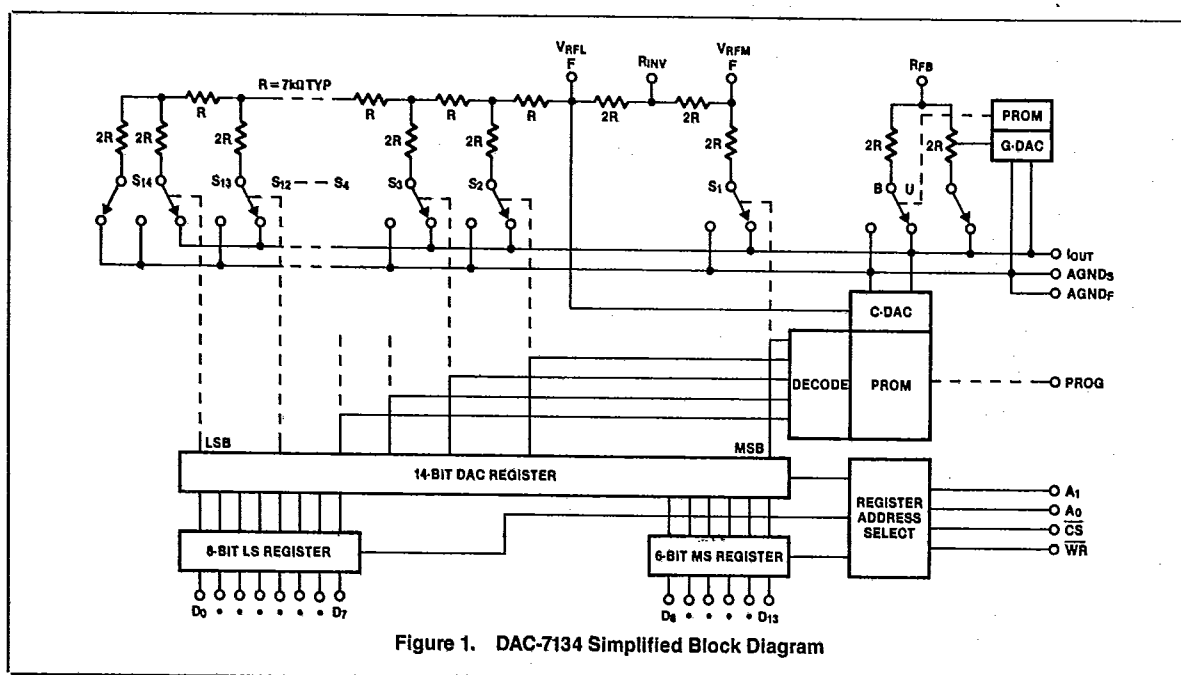 VRFL RINV VRFM RFB
F F
R = 7kΩ TYP
R R R R 2R 2R
PROM
G-DAC
2R 2R 2R 2R 2R 2R 2R 2R
S14 S13 S12 S4 S3 S2 S1 B U
IOUT
AGNDS
AGNDF
C-DAC
DECODE PROM PROG
LSB MSB
14-BIT DAC REGISTER
REGISTER
ADDRESS
SELECT
A1
A0
CS
WR
8-BIT LS REGISTER 6-BIT MS REGISTER
D0 • • • • • • D7 D8 • • • • D13
Figure 1. DAC-7134 Simplified Block Diagram